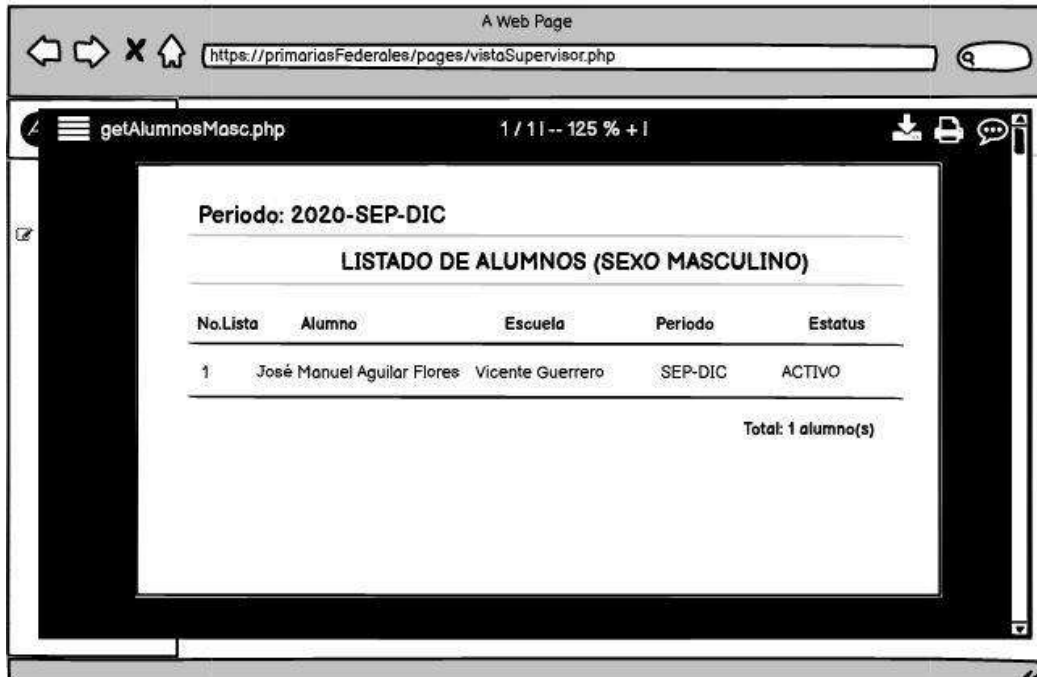 A Web Page
https://primariasFederales/pages/vistaSupervisor.php
A
getAlumnosMasc.php 1 / 1 | -- 125 % + |
Periodo: 2020-SEP-DIC
LISTADO DE ALUMNOS (SEXO MASCULINO)
No.Lista Alumno Escuela Periodo Estatus
1 José Manuel Aguilar Flores Vicente Guerrero SEP-DIC ACTIVO
Total: 1 alumno(s)